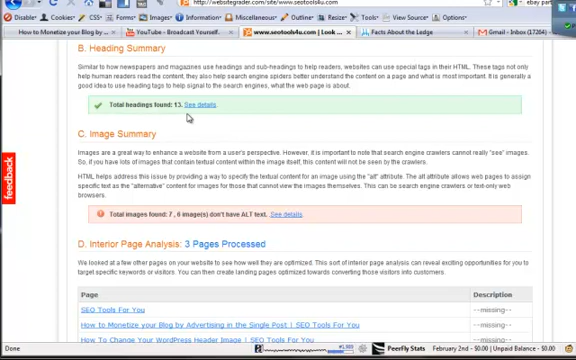 http://websitegrader.com/site/www.seotools4u.com
Disable Cookies CSS Forms Images Information Miscellaneous Outline Resize Tools View Source Options
How to Monetize your Blog by ... YouTube - Broadcast Yourself. www.seotools4u.com | Look ... Facts About the Ledge Gmail - Inbox (17264)
B. Heading Summary
Similar to how newspapers and magazines use headings and sub-headings to help readers, websites can use special tags in their HTML. These tags not
only help human readers read the content, they also help search engine spiders better understand the content on a page and what is most important. It is generally a
good idea to use heading tags to help signal to the search engines, what the web page is about.
Total headings found: 13. See details.
C. Image Summary
Images are a great way to enhance a website from a user's perspective. However, it is important to note that search engine crawlers cannot really "see" images.
So, if you have lots of images that contain textual content within the image itself, this content will not be seen by the crawlers.
HTML helps address this issue by providing a way to specify the textual content for an image using the "alt" attribute. The alt attribute allows web pages to assign
specific text as the "alternative" content for images for those that cannot view the images themselves. This can be search engine crawlers or text-only web
browsers.
feedback
Total images found: 7 , 6 image(s) don't have ALT text. See details.
D. Interior Page Analysis: 3 Pages Processed
We looked at a few other pages on your website to see how well they are optimized. This sort of interior page analysis can reveal exciting opportunities for you to
target specific keywords or visitors. You can then create landing pages optimized towards converting those visitors into customers.
Page Description
SEO Tools For You --missing--
How to Monetize your Blog by Advertising in the Single Post | SEO Tools For You --missing--
How To Change Your WordPress Header Image | SEO Tools For You --missing--
Done Peerfly Stats February 2nd - $0.00 | Unpaid Balance - $0.00